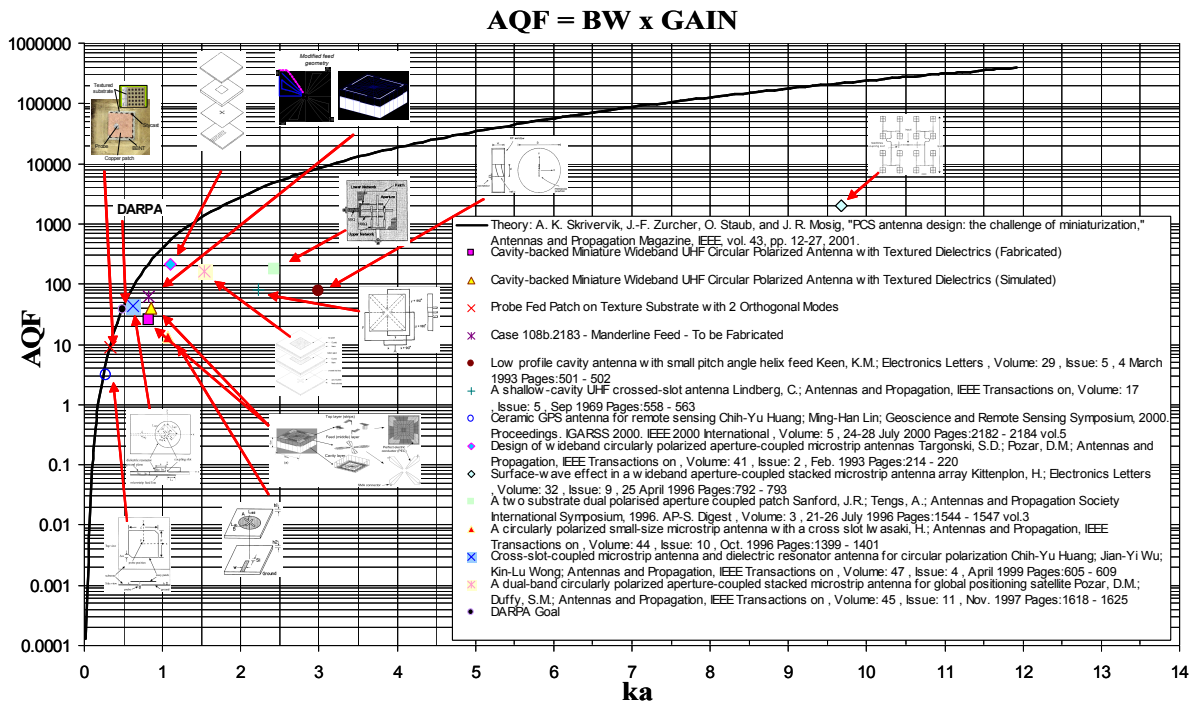 AQF = BW x GAIN
1000000
100000
10000
1000
100
10
1
0.1
0.01
0.001
0.0001
AQF
0
1
2
3
4
5
6
7
8
9
10
11
12
13
14
ka
Textured
substrate
Probe
Copper patch
Modified feed
geometry
DARPA
Linear Network
Patch
Aperture
Upper Network
Top layer (stripes)
Feed (middle) layer
Cavity layer
Ground
Theory: A. K. Skrivervik, J.-F. Zurcher, O. Staub, and J. R. Mosig, "PCS antenna design: the challenge of miniaturization,"
Antennas and Propagation Magazine, IEEE, vol. 43, pp. 12-27, 2001.
Cavity-backed Miniature Wideband UHF Circular Polarized Antenna with Textured Dielectrics (Fabricated)
Cavity-backed Miniature Wideband UHF Circular Polarized Antenna with Textured Dielectrics (Simulated)
Probe Fed Patch on Texture Substrate with 2 Orthogonal Modes
Case 108b.2183 - Manderline Feed - To be Fabricated
Low profile cavity antenna with small pitch angle helix feed Keen, K.M.; Electronics Letters , Volume: 29 , Issue: 5 , 4 March
1993 Pages:501 - 502
A shallow-cavity UHF crossed-slot antenna Lindberg, C.; Antennas and Propagation, IEEE Transactions on, Volume: 17
, Issue: 5 , Sep 1969 Pages:558 - 563
Ceramic GPS antenna for remote sensing Chih-Yu Huang; Ming-Han Lin; Geoscience and Remote Sensing Symposium, 2000.
Proceedings. IGARSS 2000. IEEE 2000 International , Volume: 5 , 24-28 July 2000 Pages:2182 - 2184 vol.5
Design of wideband circularly polarized aperture-coupled microstrip antennas Targonski, S.D.; Pozar, D.M.; Antennas and
Propagation, IEEE Transactions on , Volume: 41 , Issue: 2 , Feb. 1993 Pages:214 - 220
Surface-wave effect in a wideband aperture-coupled stacked microstrip antenna array Kittenplon, H.; Electronics Letters
, Volume: 32 , Issue: 9 , 25 April 1996 Pages:792 - 793
A two substrate dual polarised aperture coupled patch Sanford, J.R.; Tengs, A.; Antennas and Propagation Society
International Symposium, 1996. AP-S. Digest , Volume: 3 , 21-26 July 1996 Pages:1544 - 1547 vol.3
A circularly polarized small-size microstrip antenna with a cross slot Iwasaki, H.; Antennas and Propagation, IEEE
Transactions on , Volume: 44 , Issue: 10 , Oct. 1996 Pages:1399 - 1401
Cross-slot-coupled microstrip antenna and dielectric resonator antenna for circular polarization Chih-Yu Huang; Jian-Yi Wu;
Kin-Lu Wong; Antennas and Propagation, IEEE Transactions on , Volume: 47 , Issue: 4 , April 1999 Pages:605 - 609
A dual-band circularly polarized aperture-coupled stacked microstrip antenna for global positioning satellite Pozar, D.M.;
Duffy, S.M.; Antennas and Propagation, IEEE Transactions on , Volume: 45 , Issue: 11 , Nov. 1997 Pages:1618 - 1625
DARPA Goal